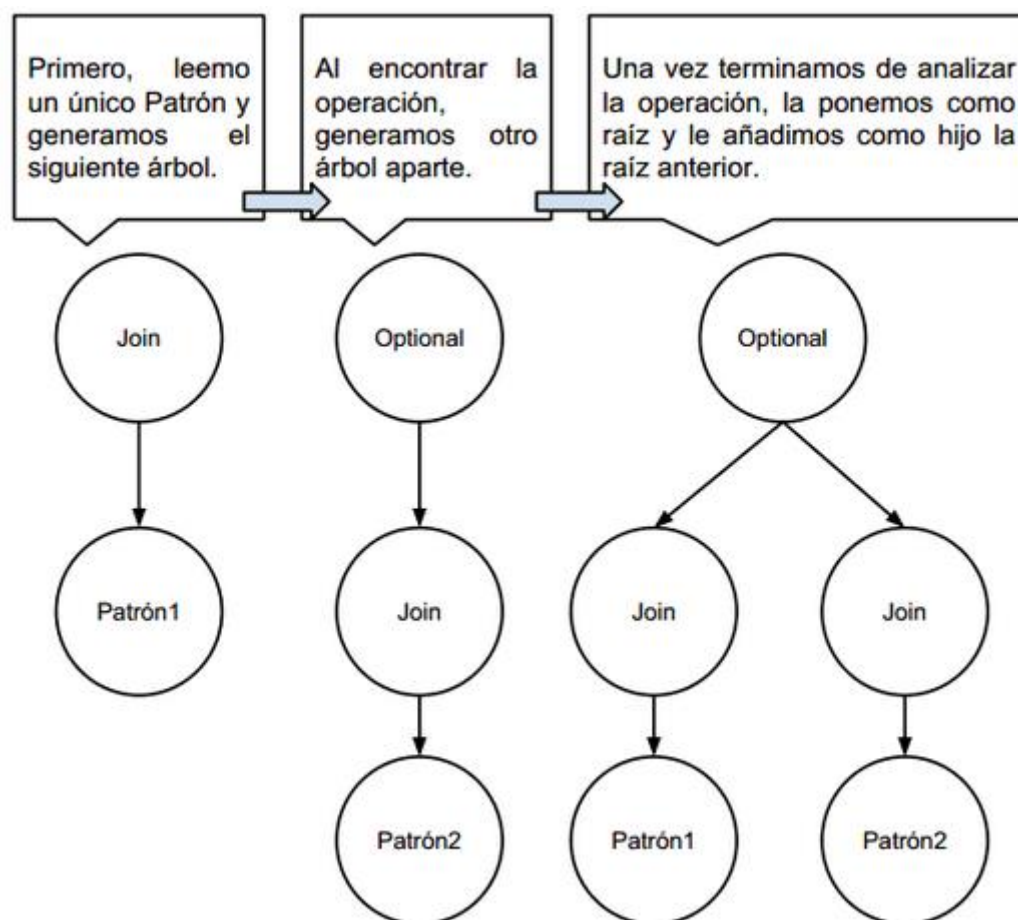 Primero, leemo
un único Patrón y
generamos el
siguiente árbol.
Al encontrar la
operación,
generamos otro
árbol aparte.
Una vez terminamos de analizar
la operación, la ponemos como
raíz y le añadimos como hijo la
raíz anterior.
Join
Optional
Optional
Patrón1
Join
Join
Join
Patrón2
Patrón1
Patrón2